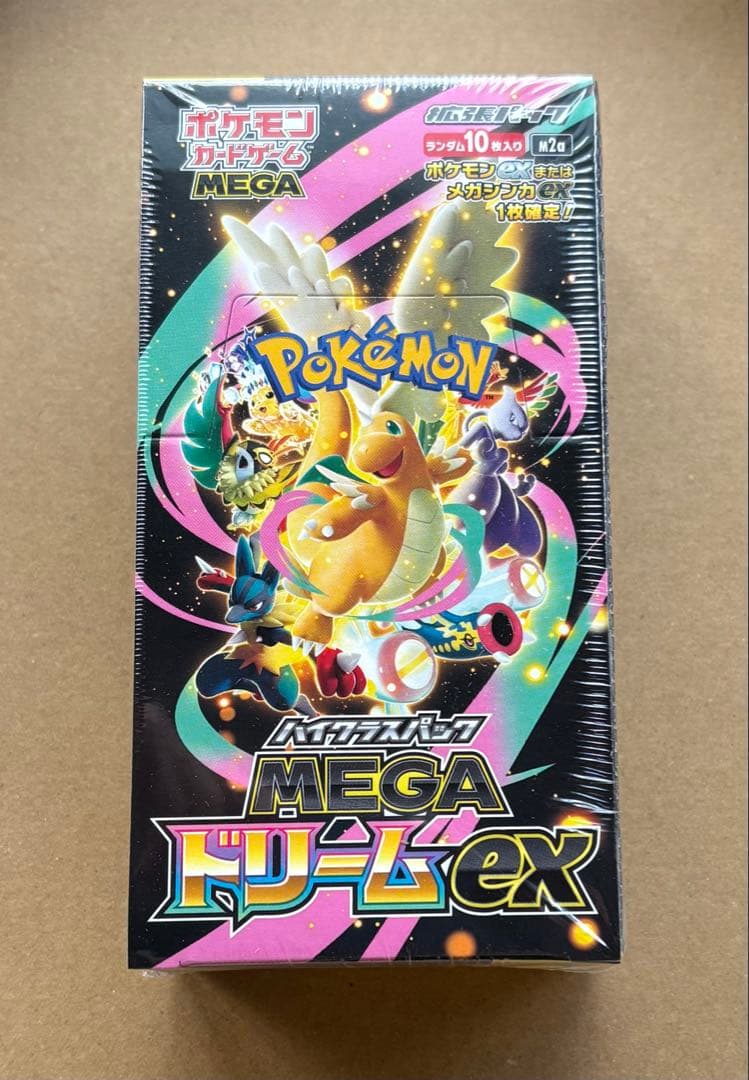 ポケモン
カードゲーム
MEGA
拡張パック
ランダム10枚入り M2a
ポケモンexまたは
メガシンカex
1枚確定!
POKéMON
TM
ハイクラスパック
MEGA
ドリームex